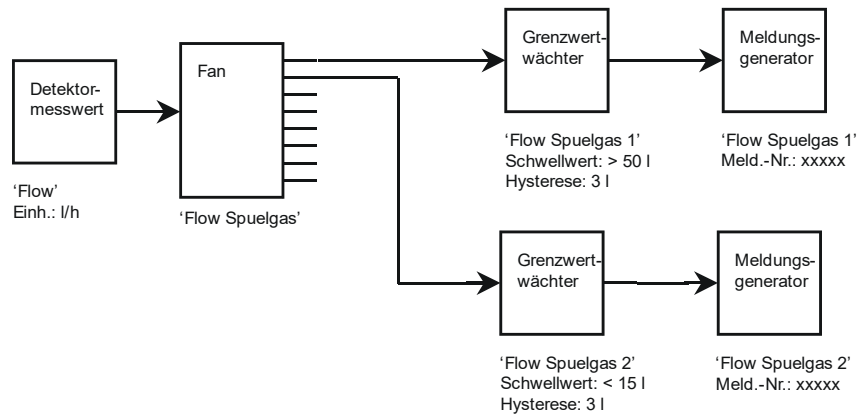 Detektor-
messwert
‘Flow’
Einh.: l/h
Fan
‘Flow Spuelgas’
Grenzwert-
wächter
‘Flow Spuelgas 1’
Schwellwert: > 50 l
Hysterese: 3 l
Meldungs-
generator
‘Flow Spuelgas 1’
Meld.-Nr.: xxxxx
Grenzwert-
wächter
‘Flow Spuelgas 2’
Schwellwert: < 15 l
Hysterese: 3 l
Meldungs-
generator
‘Flow Spuelgas 2’
Meld.-Nr.: xxxxx